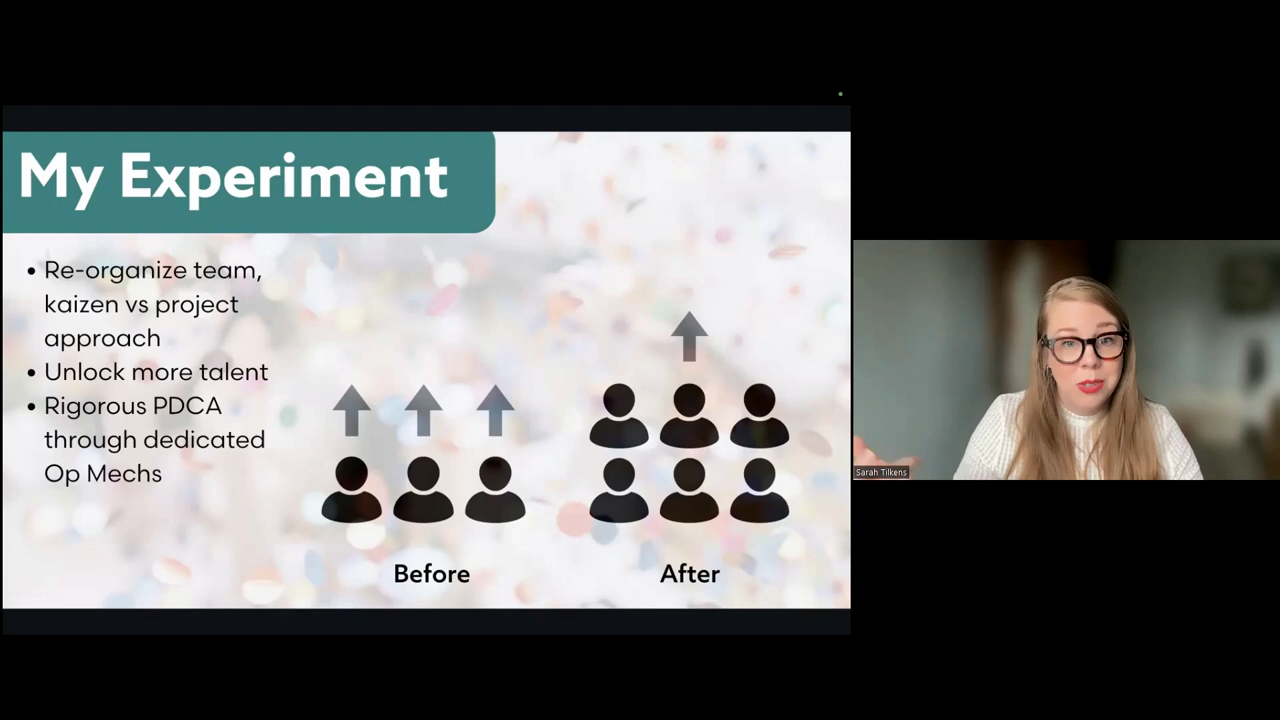 My Experiment
• Re-organize team,
kaizen vs project
approach
• Unlock more talent
• Rigorous PDCA
through dedicated
Op Mechs
Before
After
Sarah Tilkens